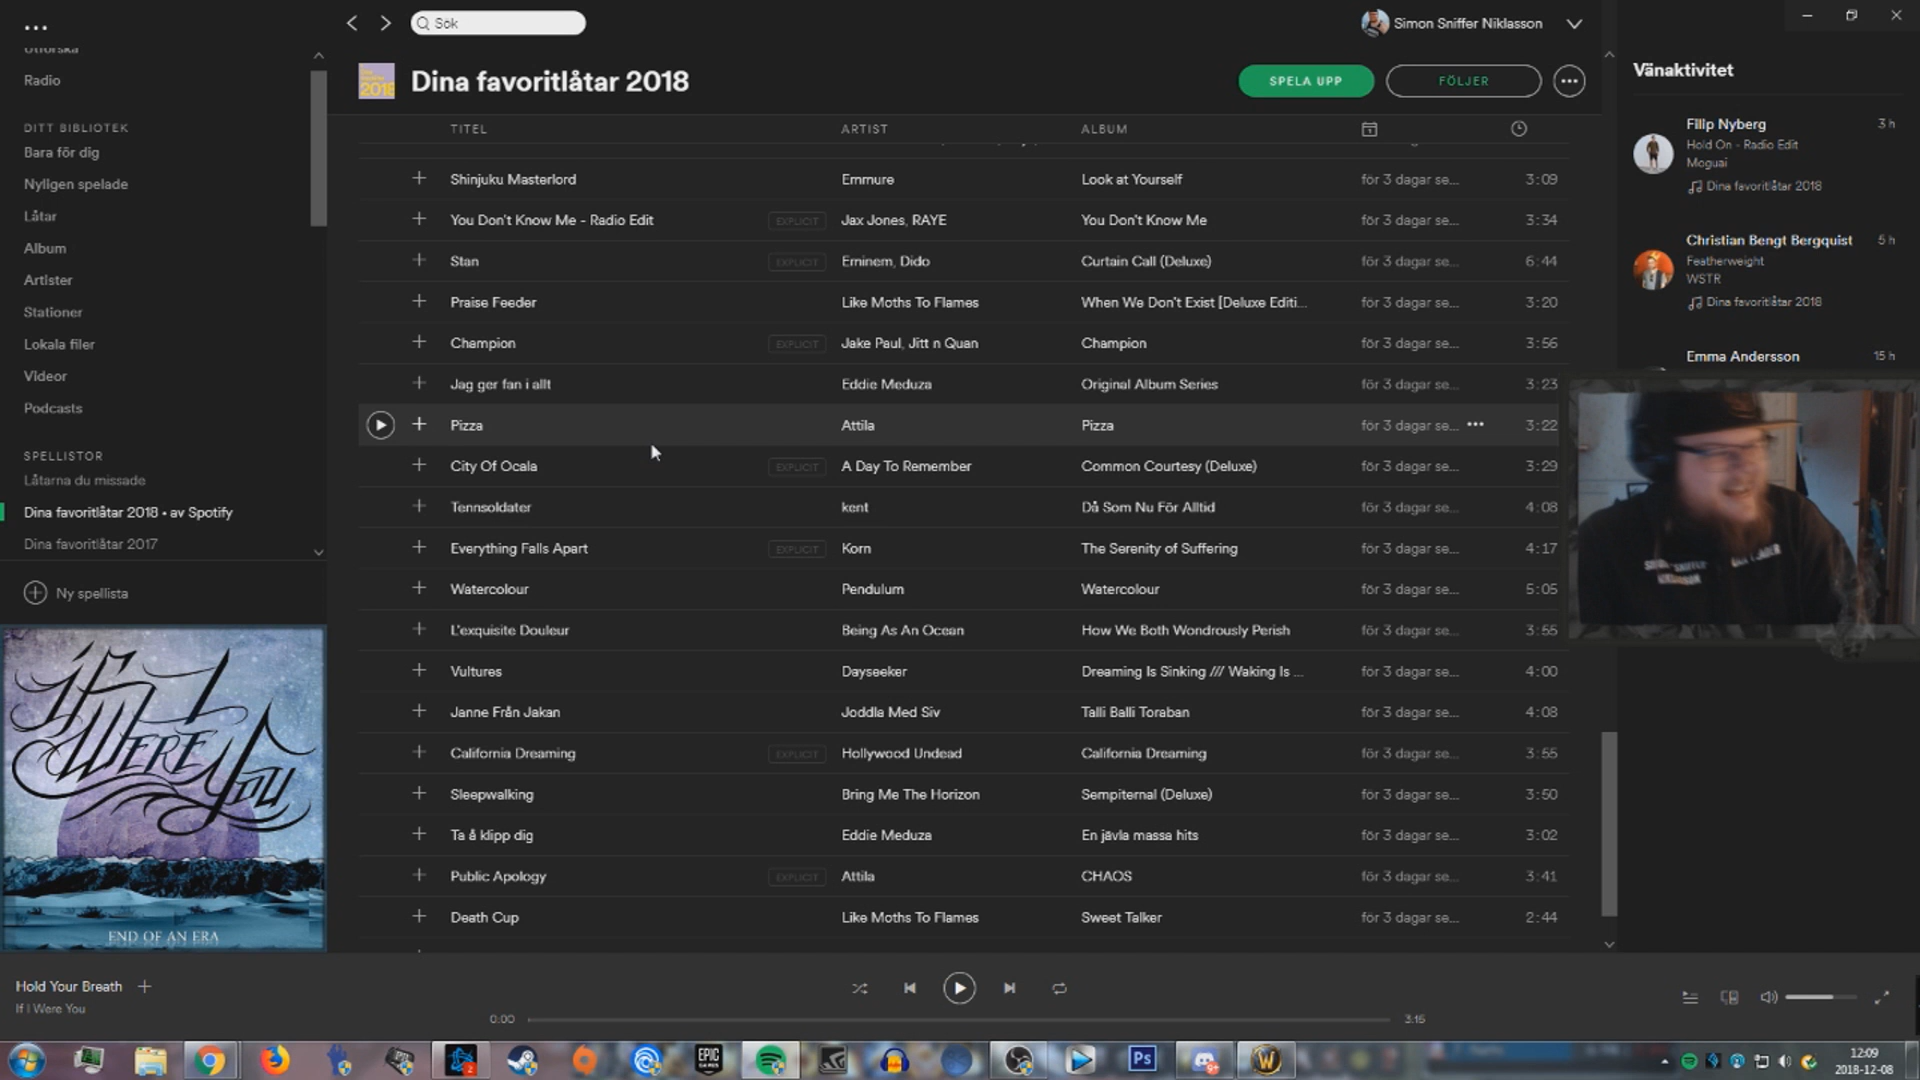 Sök
Simon Sniffer Niklasson
Radio
DITT BIBLIOTEK
Bara för dig
Nyligen spelade
Låtar
Album
Artister
Stationer
Lokala filer
Videor
Podcasts
SPELLISTOR
Låtarna du missade
Dina favoritlåtar 2018 • av Spotify
Dina favoritlåtar 2017
Ny spellista
Dina favoritlåtar 2018
SPELA UPP
FÖLJER
TITEL ARTIST ALBUM
Shinjuku Masterlord Emmure Look at Yourself för 3 dagar se... 3:09
You Don't Know Me - Radio Edit EXPLICIT Jax Jones, RAYE You Don't Know Me för 3 dagar se... 3:34
Stan EXPLICIT Eminem, Dido Curtain Call (Deluxe) för 3 dagar se... 6:44
Praise Feeder Like Moths To Flames When We Don't Exist [Deluxe Editi... för 3 dagar se... 3:20
Champion EXPLICIT Jake Paul, Jitt n Quan Champion för 3 dagar se... 3:56
Jag ger fan i allt Eddie Meduza Original Album Series för 3 dagar se... 3:23
Pizza Attila Pizza för 3 dagar se... 3:22
City Of Ocala EXPLICIT A Day To Remember Common Courtesy (Deluxe) för 3 dagar se... 3:29
Tennsoldater kent Då Som Nu För Alltid för 3 dagar se... 4:08
Everything Falls Apart EXPLICIT Korn The Serenity of Suffering för 3 dagar se... 4:17
Watercolour Pendulum Watercolour för 3 dagar se... 5:05
L'exquisite Douleur Being As An Ocean How We Both Wondrously Perish för 3 dagar se... 3:55
Vultures Dayseeker Dreaming Is Sinking /// Waking Is ... för 3 dagar se... 4:00
Janne Från Jakan Joddla Med Siv Talli Balli Toraban för 3 dagar se... 4:08
California Dreaming EXPLICIT Hollywood Undead California Dreaming för 3 dagar se... 3:55
Sleepwalking Bring Me The Horizon Sempiternal (Deluxe) för 3 dagar se... 3:50
Ta å klipp dig Eddie Meduza En jävla massa hits för 3 dagar se... 3:02
Public Apology EXPLICIT Attila CHAOS för 3 dagar se... 3:41
Death Cup Like Moths To Flames Sweet Talker för 3 dagar se... 2:44
Vänaktivitet
Filip Nyberg 3 h
Hold On - Radio Edit
Moguai
Dina favoritlåtar 2018
Christian Bengt Bergquist 5 h
Featherweight
WSTR
Dina favoritlåtar 2018
Emma Andersson 15 h
If I
Were You
END OF AN ERA
Hold Your Breath
If I Were You
0:00 3:15
EPIC GAMES
Ps
12:09
2018-12-08